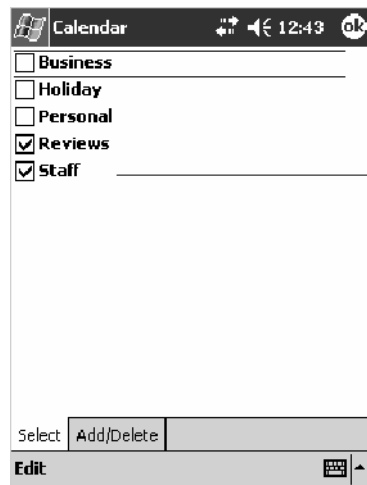 Calendar 12:43 ok
Business
Holiday
Personal
Reviews
Staff
Select Add/Delete
Edit